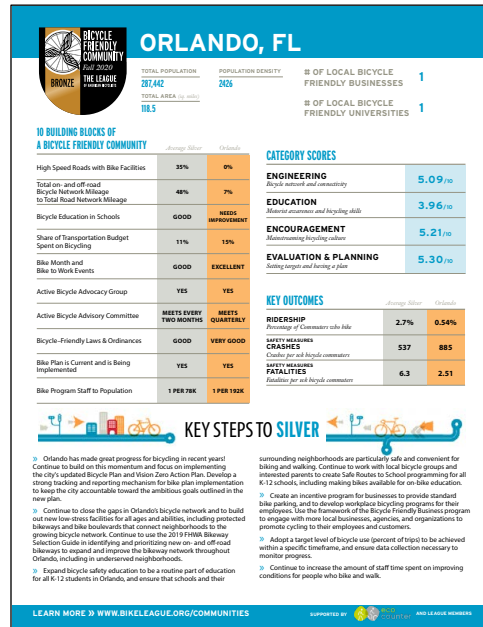 BICYCLE
FRIENDLY
COMMUNITY
Fall 2020
BRONZE
THE LEAGUE
OF AMERICAN BICYCLISTS
ORLANDO, FL
TOTAL POPULATION
287,442
POPULATION DENSITY
2426
TOTAL AREA (sq. miles)
118.5
# OF LOCAL BICYCLE
FRIENDLY BUSINESSES 1
# OF LOCAL BICYCLE
FRIENDLY UNIVERSITIES 1
10 BUILDING BLOCKS OF
A BICYCLE FRIENDLY COMMUNITY Average Silver Orlando
High Speed Roads with Bike Facilities 35% 0%
Total on- and off-road
Bicycle Network Mileage
to Total Road Network Mileage 48% 7%
Bicycle Education in Schools GOOD NEEDS
IMPROVEMENT
Share of Transportation Budget
Spent on Bicycling 11% 15%
Bike Month and
Bike to Work Events GOOD EXCELLENT
Active Bicycle Advocacy Group YES YES
Active Bicycle Advisory Committee MEETS EVERY
TWO MONTHS MEETS
QUARTERLY
Bicycle–Friendly Laws & Ordinances GOOD VERY GOOD
Bike Plan is Current and is Being
Implemented YES YES
Bike Program Staff to Population 1 PER 78K 1 PER 192K
CATEGORY SCORES
ENGINEERING
Bicycle network and connectivity 5.09/10
EDUCATION
Motorist awareness and bicycling skills 3.96/10
ENCOURAGEMENT
Mainstreaming bicycling culture 5.21/10
EVALUATION & PLANNING
Setting targets and having a plan 5.30/10
KEY OUTCOMES Average Silver Orlando
RIDERSHIP
Percentage of Commuters who bike 2.7% 0.54%
SAFETY MEASURES
CRASHES
Crashes per 10k bicycle commuters 537 885
SAFETY MEASURES
FATALITIES
Fatalities per 10k bicycle commuters 6.3 2.51
KEY STEPS TO SILVER
» Orlando has made great progress for bicycling in recent years!
Continue to build on this momentum and focus on implementing
the city's updated Bicycle Plan and Vision Zero Action Plan. Develop a
strong tracking and reporting mechanism for bike plan implementation
to keep the city accountable toward the ambitious goals outlined in the
new plan.
» Continue to close the gaps in Orlando's bicycle network and to build
out new low-stress facilities for all ages and abilities, including protected
bikeways and bike boulevards that connect neighborhoods to the
growing bicycle network. Continue to use the 2019 FHWA Bikeway
Selection Guide in identifying and prioritizing new on- and off-road
bikeways to expand and improve the bikeway network throughout
Orlando, including in underserved neighborhoods.
» Expand bicycle safety education to be a routine part of education
for all K-12 students in Orlando, and ensure that schools and their
surrounding neighborhoods are particularly safe and convenient for
biking and walking. Continue to work with local bicycle groups and
interested parents to create Safe Routes to School programming for all
K-12 schools, including making bikes available for on-bike education.
» Create an incentive program for businesses to provide standard
bike parking, and to develop workplace bicycling programs for their
employees. Use the framework of the Bicycle Friendly Business program
to engage with more local businesses, agencies, and organizations to
promote cycling to their employees and customers.
» Adopt a target level of bicycle use (percent of trips) to be achieved
within a specific timeframe, and ensure data collection necessary to
monitor progress.
» Continue to increase the amount of staff time spent on improving
conditions for people who bike and walk.
LEARN MORE » WWW.BIKELEAGUE.ORG/COMMUNITIES
SUPPORTED BY eco
counter AND LEAGUE MEMBERS